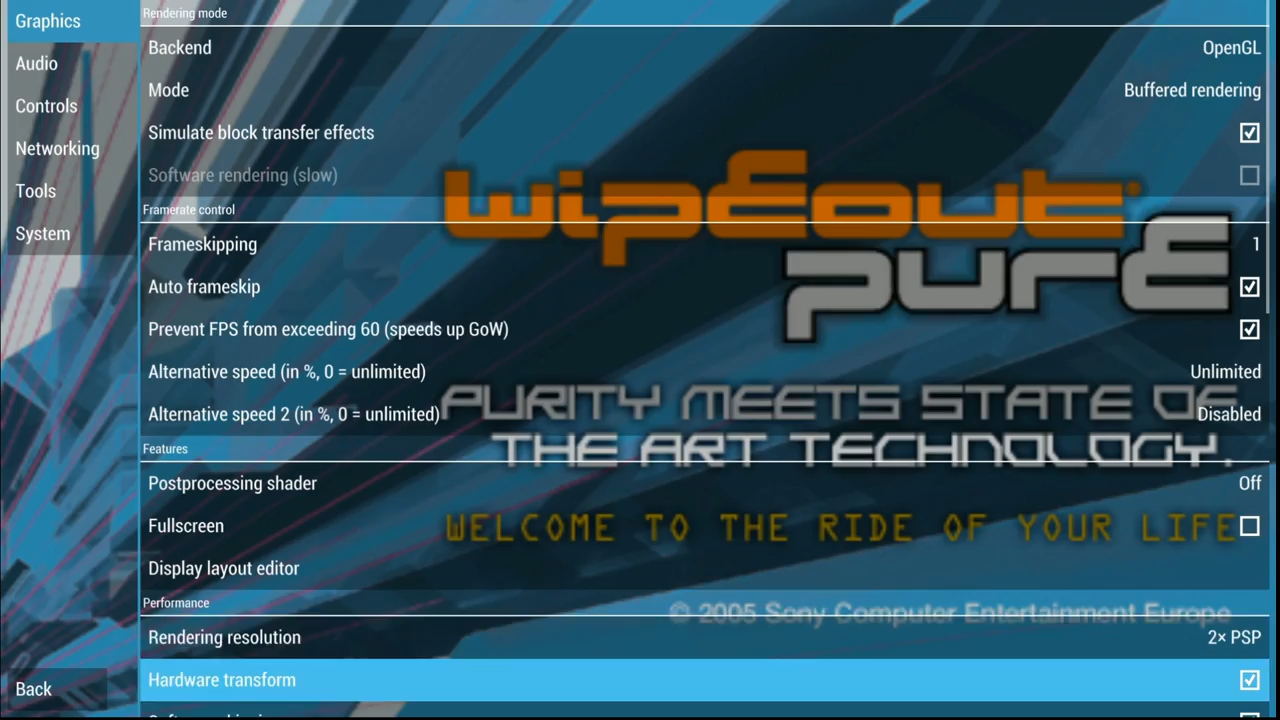 Graphics
Audio
Controls
Networking
Tools
System
Back
Rendering mode
Backend OpenGL
Mode Buffered rendering
Simulate block transfer effects
Software rendering (slow)
Framerate control
Frameskipping 1
Auto frameskip
Prevent FPS from exceeding 60 (speeds up GoW)
Alternative speed (in %, 0 = unlimited) Unlimited
Alternative speed 2 (in %, 0 = unlimited) Disabled
Features
Postprocessing shader Off
Fullscreen
Display layout editor
Performance
Rendering resolution 2× PSP
Hardware transform
wipEout
purE
PURITY MEETS STATE OF
THE ART TECHNOLOGY.
WELCOME TO THE RIDE OF YOUR LIFE
© 2005 Sony Computer Entertainment Europe